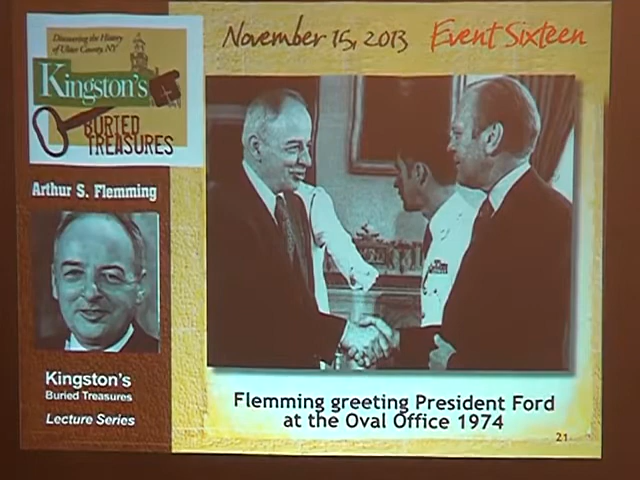 Discovering the History
of Ulster County, NY
Kingston's
BURIED
TREASURES
November 15, 2013 Event Sixteen
Arthur S. Flemming
Kingston's
Buried Treasures
Lecture Series
Flemming greeting President Ford
at the Oval Office 1974
21